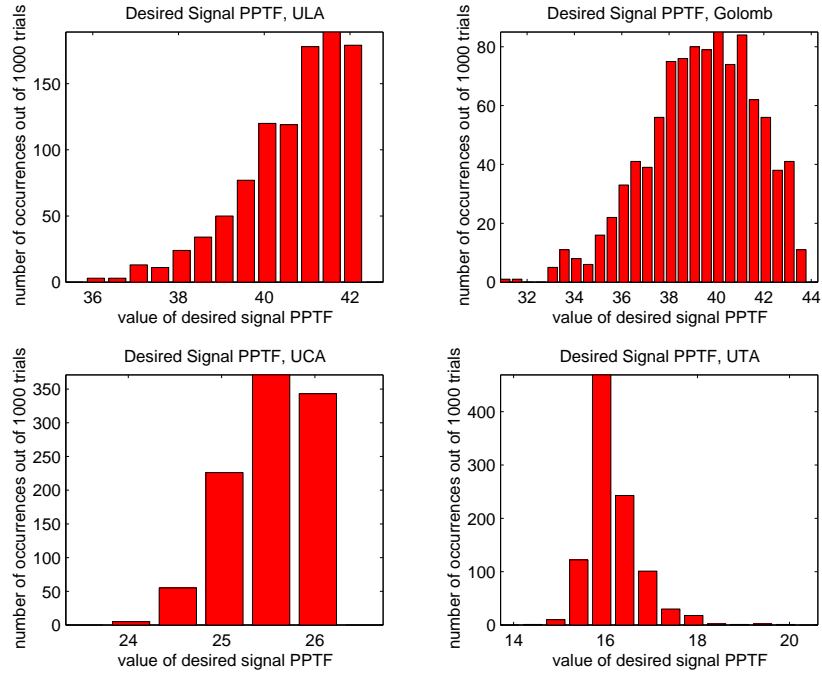 Desired Signal PPTF, ULA
number of occurrences out of 1000 trials
150
100
50
0
36 38 40 42
value of desired signal PPTF
Desired Signal PPTF, Golomb
number of occurrences out of 1000 trials
80
60
40
20
0
32 34 36 38 40 42 44
value of desired signal PPTF
Desired Signal PPTF, UCA
number of occurrences out of 1000 trials
350
300
250
200
150
100
50
0
24 25 26
value of desired signal PPTF
Desired Signal PPTF, UTA
number of occurrences out of 1000 trials
400
300
200
100
0
14 16 18 20
value of desired signal PPTF